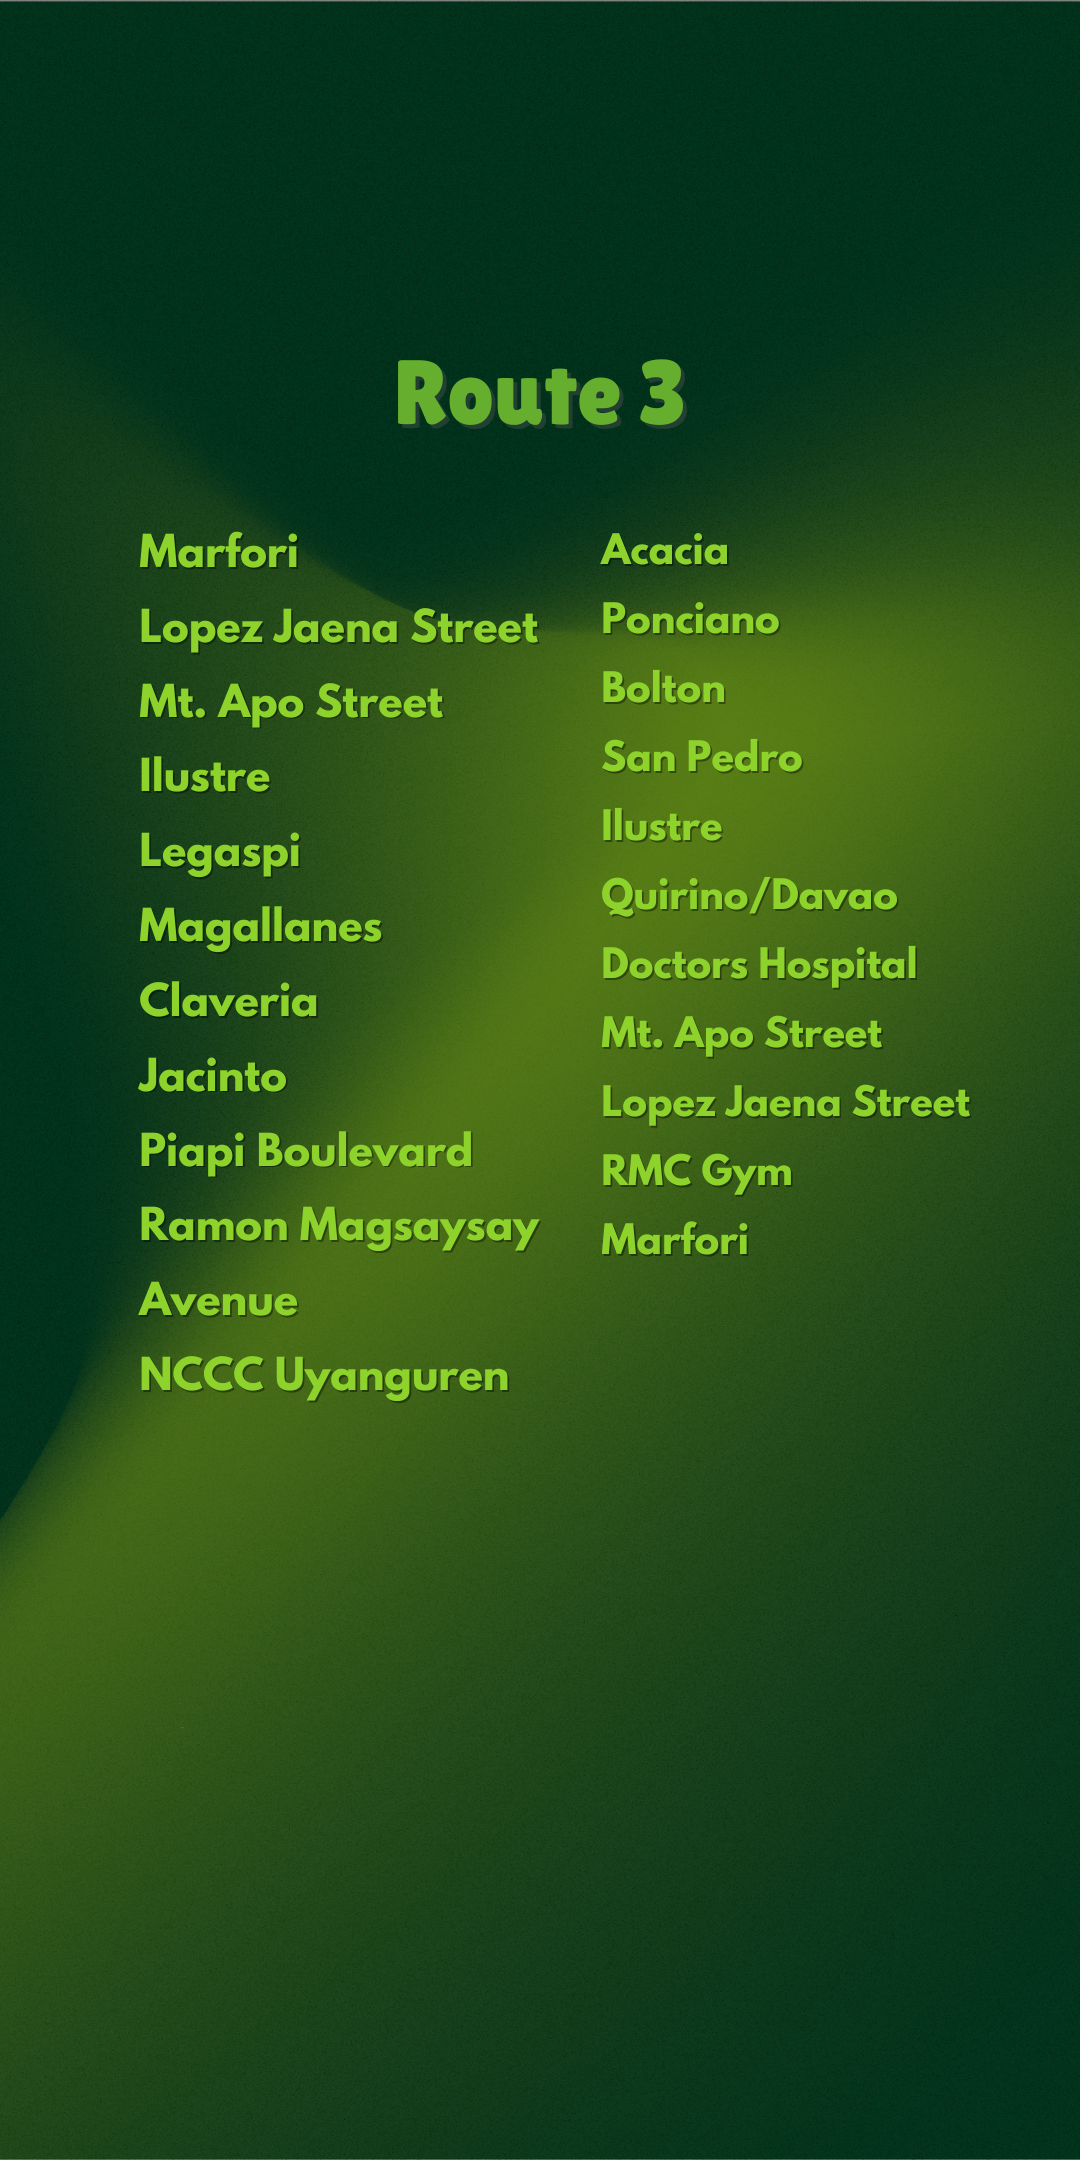 Route 3
Marfori
Lopez Jaena Street
Mt. Apo Street
Ilustre
Legaspi
Magallanes
Claveria
Jacinto
Piapi Boulevard
Ramon Magsaysay
Avenue
NCCC Uyanguren
Acacia
Ponciano
Bolton
San Pedro
Ilustre
Quirino/Davao
Doctors Hospital
Mt. Apo Street
Lopez Jaena Street
RMC Gym
Marfori